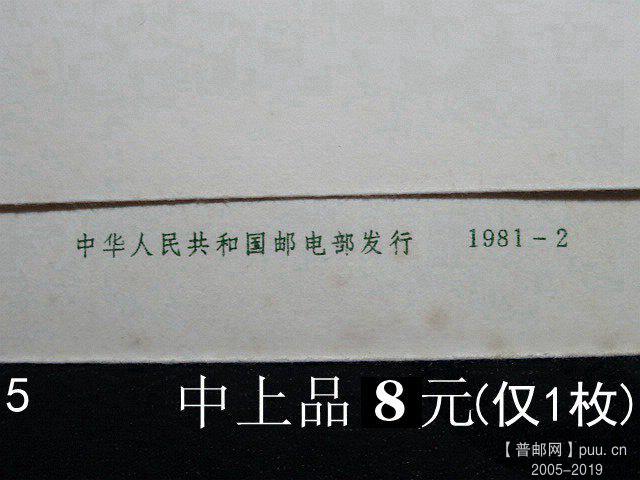 中华人民共和国邮电部发行 1981-2
5 中上品 8 元(仅1枚)
【普邮网】puu.cn
2005-2019